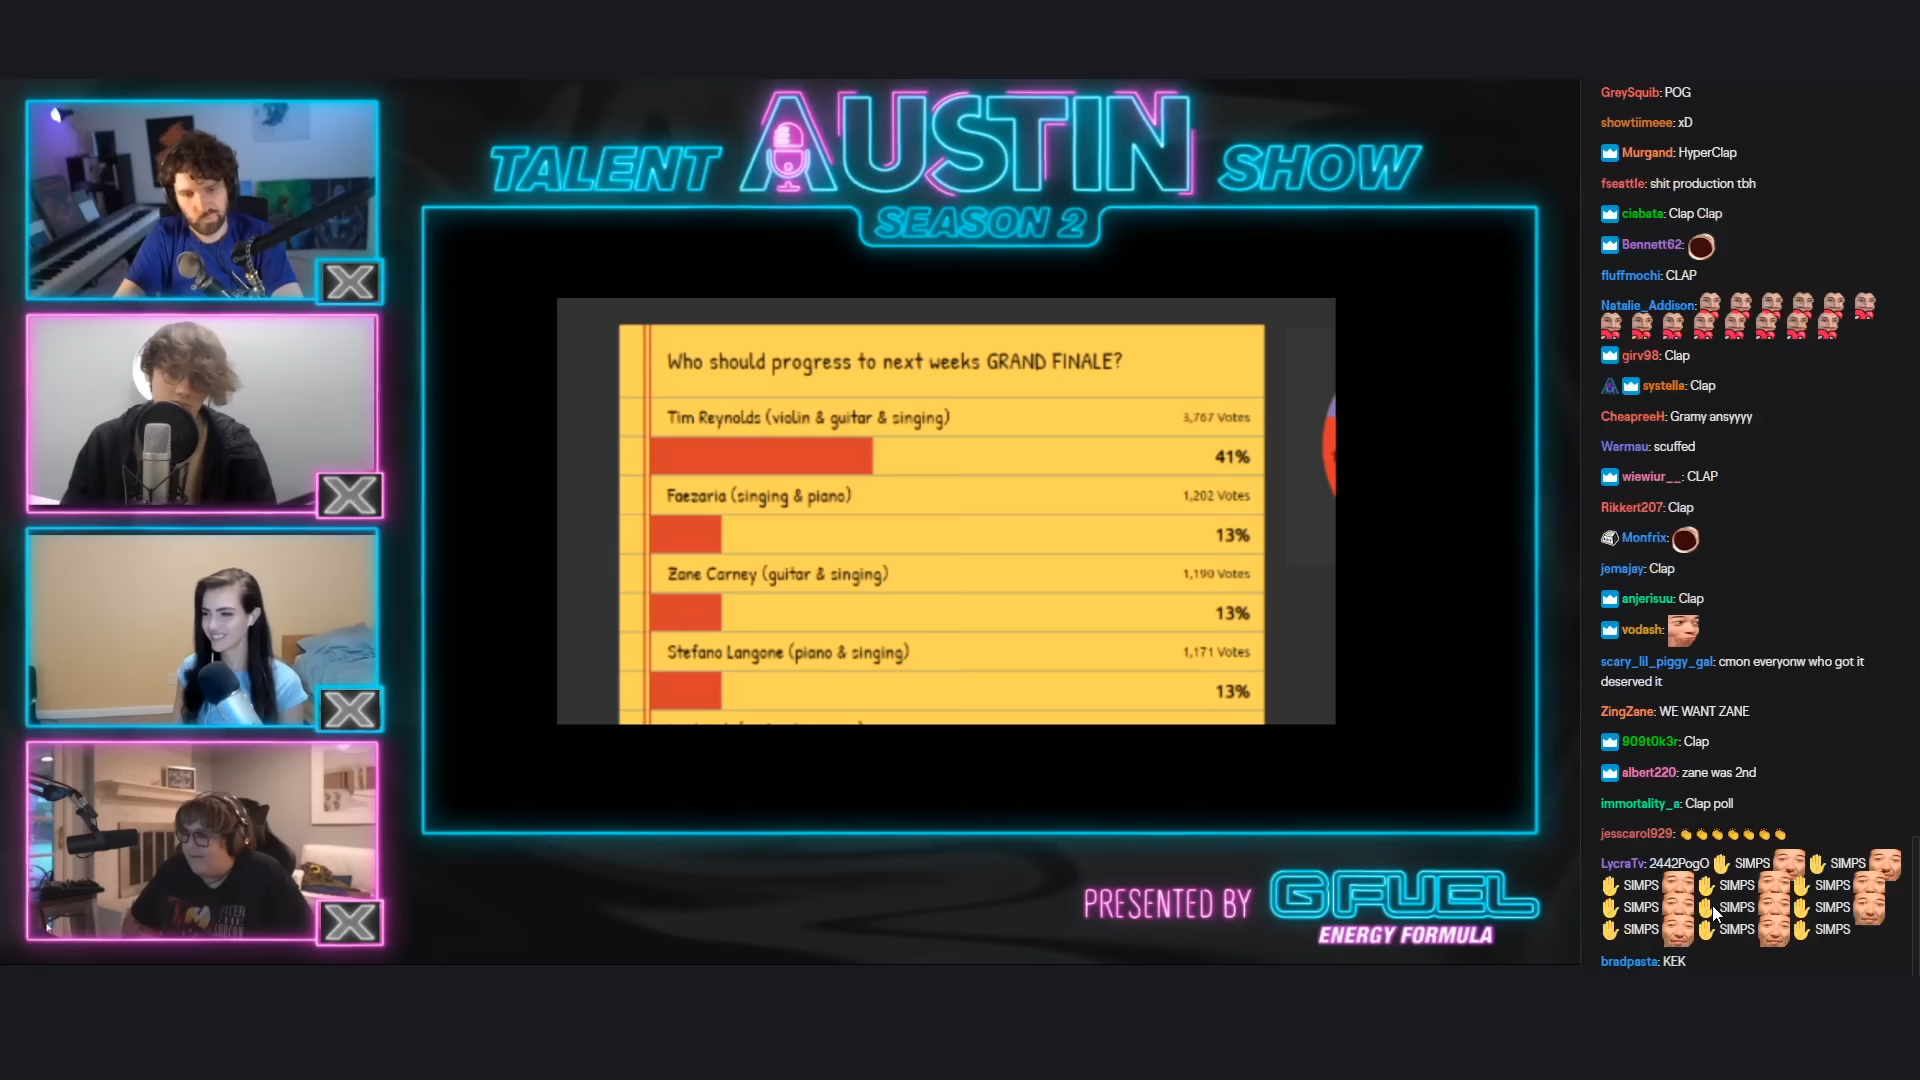 TALENT AUSTIN SHOW
SEASON 2
Who should progress to next weeks GRAND FINALE?
Tim Reynolds (violin & guitar & singing) 3,767 Votes
41%
Faezaria (singing & piano) 1,202 Votes
13%
Zane Carney (guitar & singing) 1,190 Votes
13%
Stefano Langone (piano & singing) 1,171 Votes
13%
PRESENTED BY G FUEL
ENERGY FORMULA
GreySquib: POG
showtiimeee: xD
Murgand: HyperClap
fseattle: shit production tbh
ciabata: Clap Clap
Bennett62:
fluffmochi: CLAP
Natalie_Addison:
girv98: Clap
systella: Clap
CheapreeH: Gramy ansyyyy
Warmau: scuffed
wiewiur__: CLAP
Rikkert207: Clap
Monfrix:
jemajay: Clap
anjerisuu: Clap
vodash:
scary_lil_piggy_gal: cmon everyonw who got it
deserved it
ZingZane: WE WANT ZANE
909t0k3r: Clap
albert220: zane was 2nd
immortality_a: Clap poll
jesscarol929: 👏 👏 👏 👏 👏 👏 👏
LycraTv: 2442PogO ✋ SIMPS ✋ SIMPS
✋ SIMPS ✋ SIMPS ✋ SIMPS
✋ SIMPS ✋ SIMPS ✋ SIMPS
✋ SIMPS ✋ SIMPS ✋ SIMPS
bradpasta: KEK